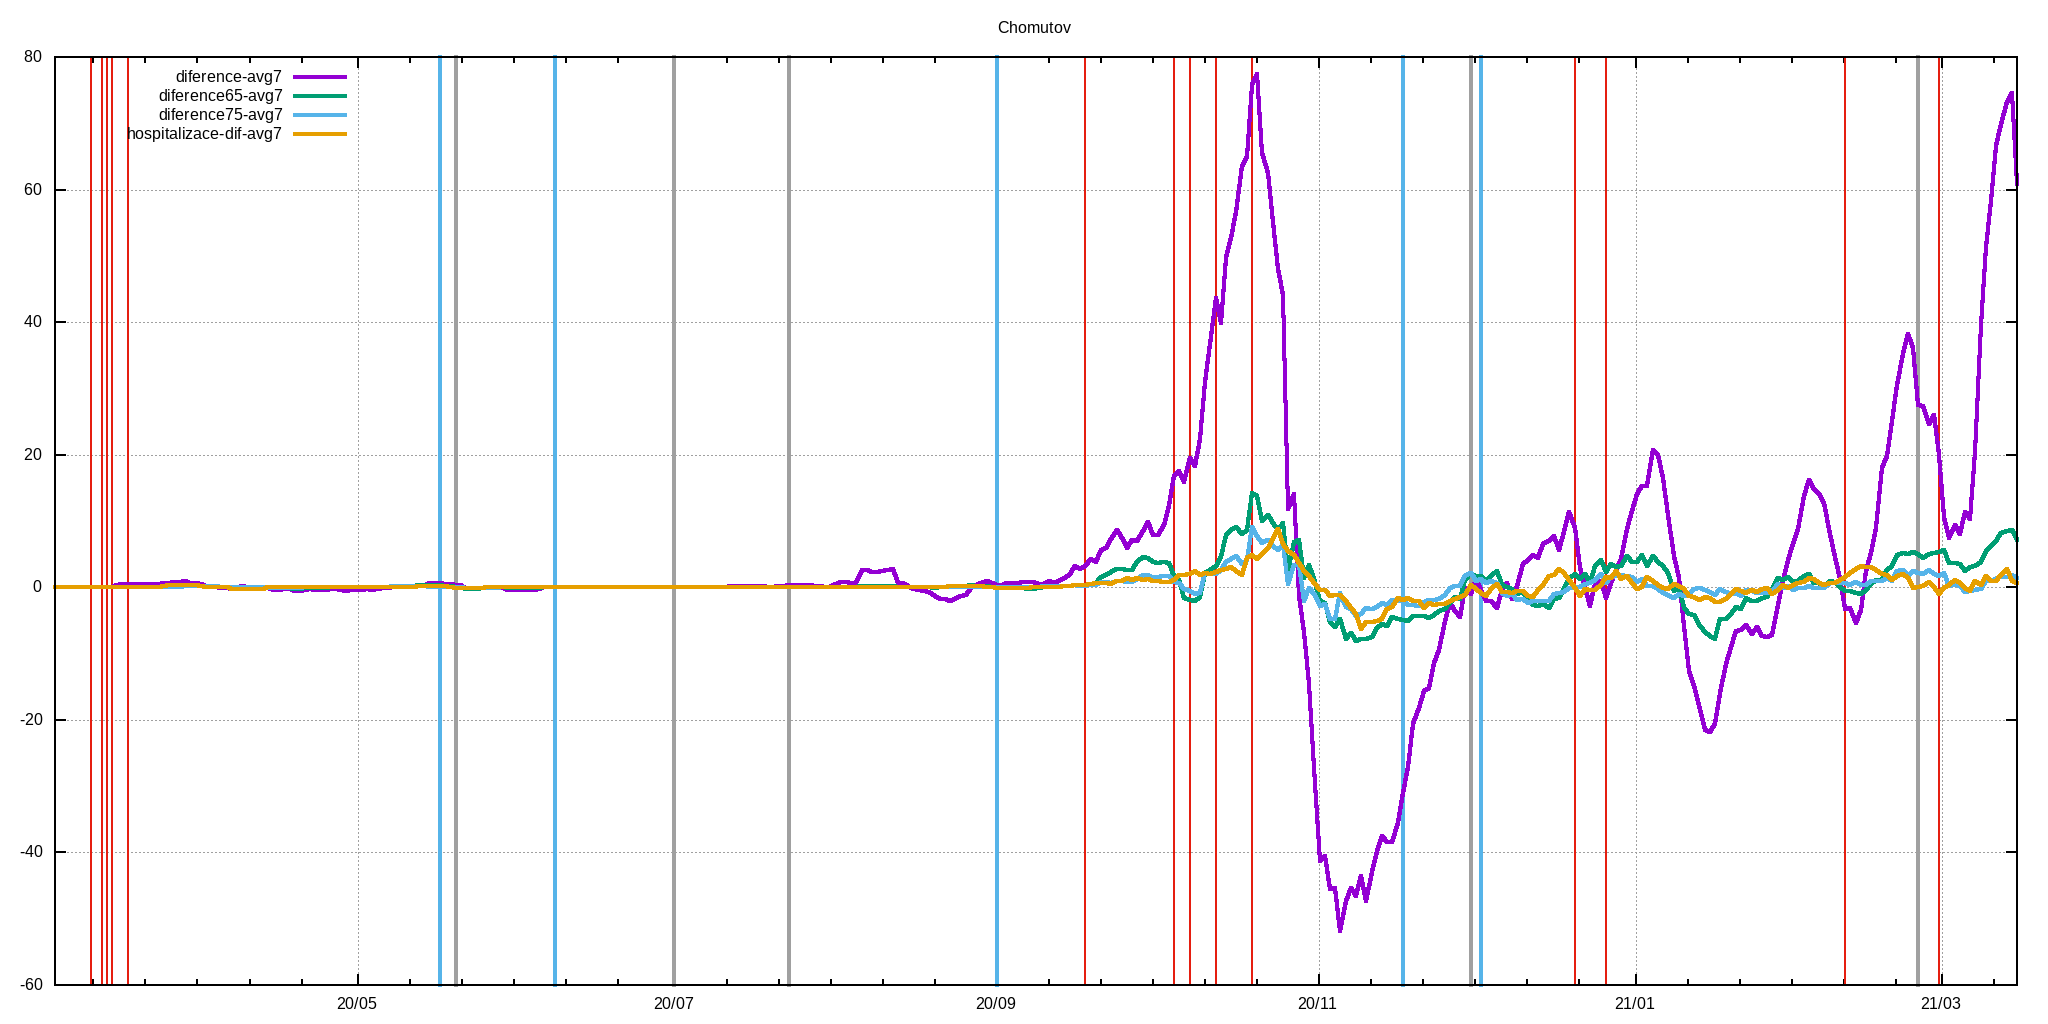 Chomutov
diference-avg7
diference65-avg7
diference75-avg7
hospitalizace-dif-avg7
80
60
40
20
0
-20
-40
-60
20/05
20/07
20/09
20/11
21/01
21/03